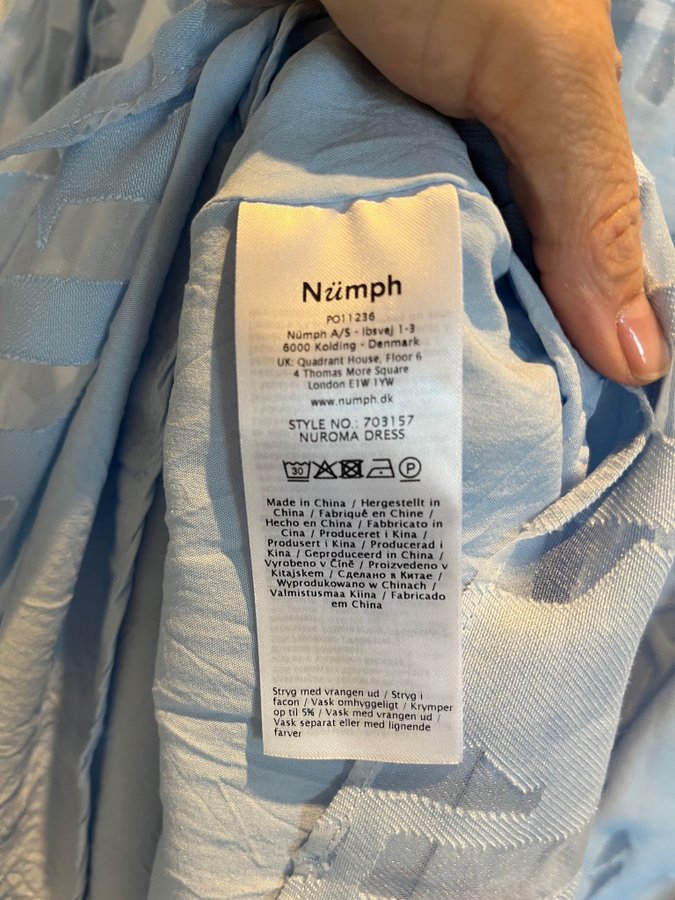 Nümph
PO11236
Nümph A/S - Ibsvej 1-3
6000 Kolding - Denmark
UK: Quadrant House, Floor 6
4 Thomas More Square
London E1W 1YW
www.numph.dk
STYLE NO.: 703157
NUROMA DRESS
30
P
Made in China / Hergestellt in
China / Fabriqué en Chine /
Hecho en China / Fabbricato in
Cina / Produceret i Kina /
Produsert i Kina / Producerad i
Kina / Geproduceerd in China /
Vyrobeno v Číně / Proizvedeno v
Kitajskem / Сделано в Китае /
Wyprodukowano w Chinach /
Valmistusmaa Kiina / Fabricado
em China
Stryg med vrangen ud / Stryg i
facon / Vask omhyggeligt / Krymper
op til 5% / Vask med vrangen ud /
Vask separat eller med lignende
farver